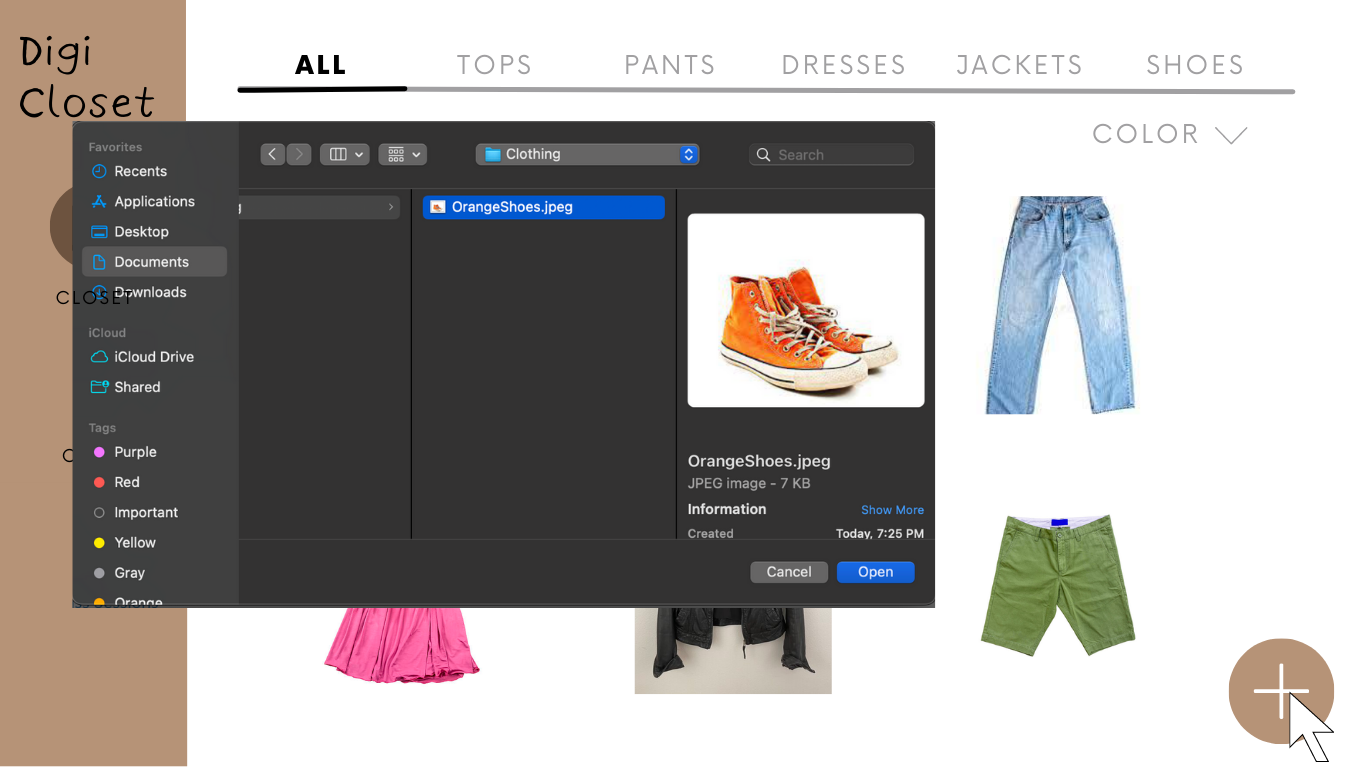 Digi
Closet
ALL TOPS PANTS DRESSES JACKETS SHOES
COLOR
Favorites
Recents
Applications
Desktop
Documents
Downloads
CLOSET
iCloud
iCloud Drive
Shared
Tags
Purple
Red
Important
Yellow
Gray
Orange
Clothing
Search
OrangeShoes.jpeg
OrangeShoes.jpeg
JPEG image - 7 KB
Information Show More
Created Today, 7:25 PM
Cancel Open